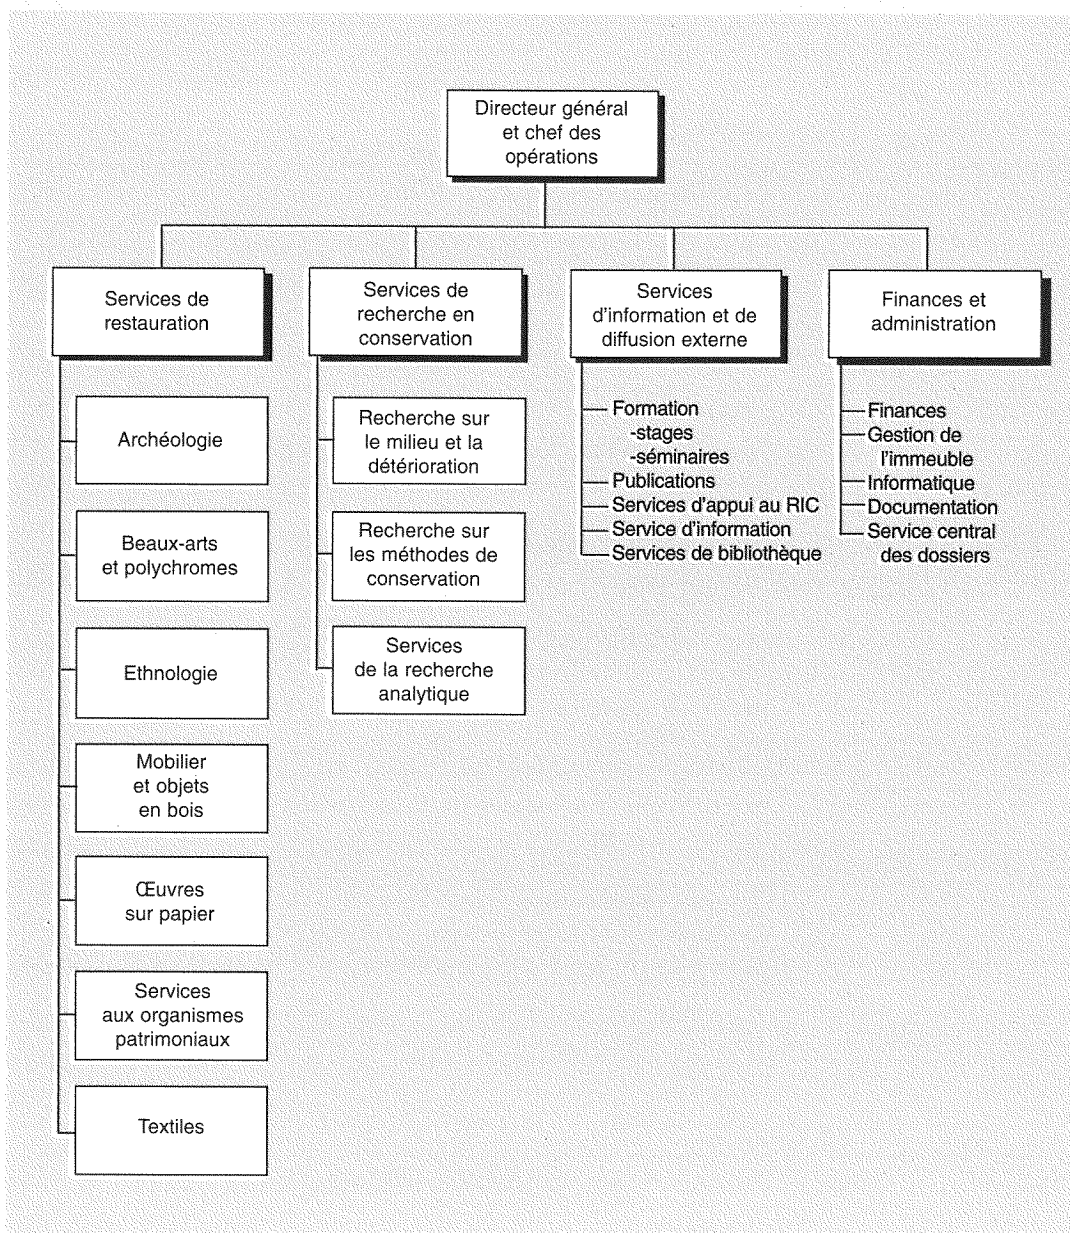 Directeur général
et chef des
opérations
Services de
restauration
Archéologie
Beaux-arts
et polychromes
Ethnologie
Mobilier
et objets
en bois
Œuvres
sur papier
Services
aux organismes
patrimoniaux
Textiles
Services de
recherche en
conservation
Recherche sur
le milieu et la
détérioration
Recherche sur
les méthodes de
conservation
Services
de la recherche
analytique
Services
d'information et de
diffusion externe
Formation
-stages
-séminaires
Publications
Services d'appui au RIC
Service d'information
Services de bibliothèque
Finances et
administration
Finances
Gestion de
l'immeuble
Informatique
Documentation
Service central
des dossiers